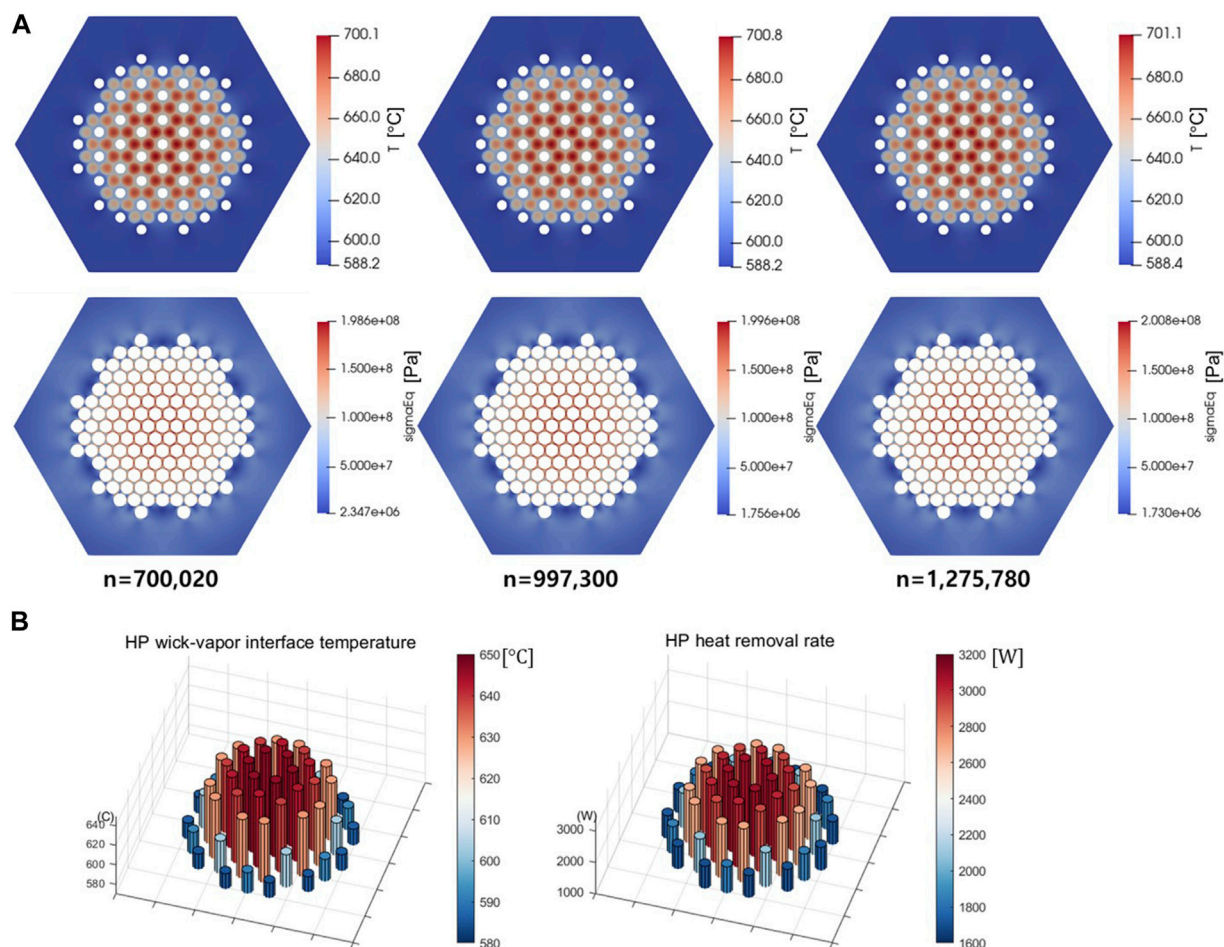 A
700.1
680.0
660.0
640.0
620.0
600.0
588.2
T [°C]
700.8
680.0
660.0
640.0
620.0
600.0
588.2
T [°C]
701.1
680.0
660.0
640.0
620.0
600.0
588.4
T [°C]
1.986e+08
1.500e+8
1.000e+8
5.000e+7
2.347e+06
sigmaEq [Pa]
1.996e+08
1.500e+8
1.000e+8
5.000e+7
1.756e+06
sigmaEq [Pa]
2.008e+08
1.500e+8
1.000e+8
5.000e+7
1.730e+06
sigmaEq [Pa]
n=700,020
n=997,300
n=1,275,780
B
HP wick-vapor interface temperature
(C)
640
620
600
580
650
640
630
620
610
600
590
580
[°C]
HP heat removal rate
(W)
3000
2000
1000
3200
3000
2800
2600
2400
2200
2000
1800
1600
[W]